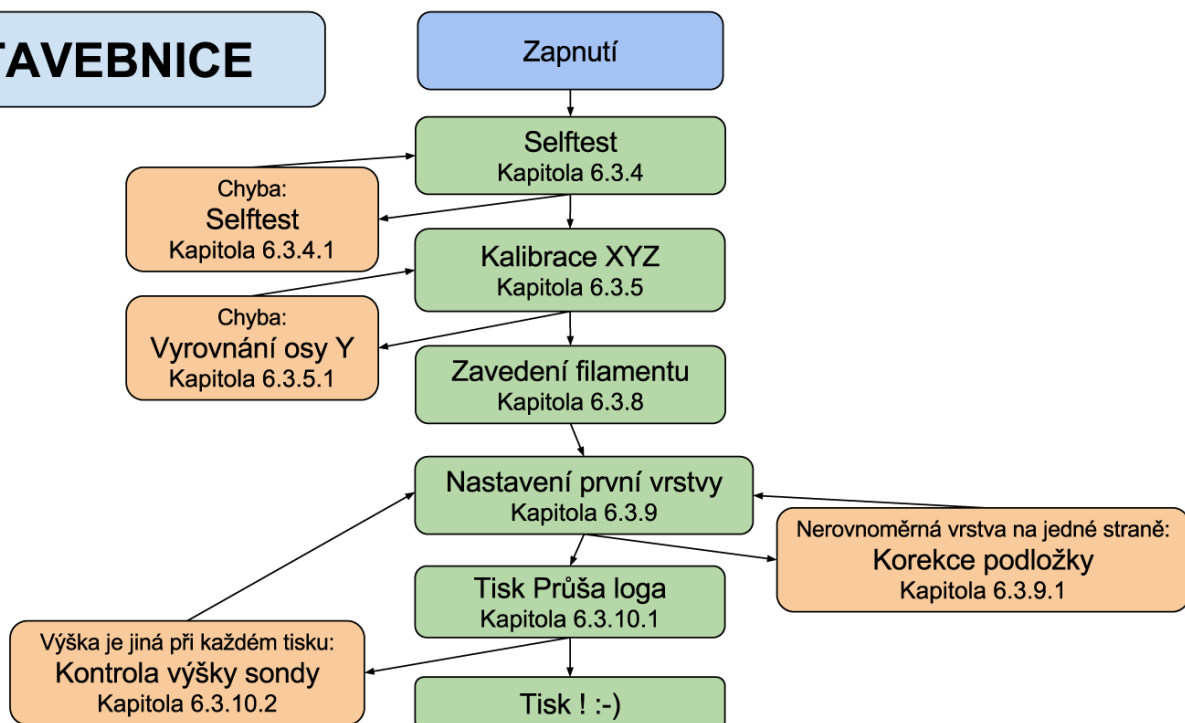 TAVEBNICE
Zapnutí
Selftest
Kapitola 6.3.4
Chyba:
Selftest
Kapitola 6.3.4.1
Kalibrace XYZ
Kapitola 6.3.5
Chyba:
Vyrovnání osy Y
Kapitola 6.3.5.1
Zavedení filamentu
Kapitola 6.3.8
Nastavení první vrstvy
Kapitola 6.3.9
Nerovnoměrná vrstva na jedné straně:
Korekce podložky
Kapitola 6.3.9.1
Tisk Průša loga
Kapitola 6.3.10.1
Výška je jiná při každém tisku:
Kontrola výšky sondy
Kapitola 6.3.10.2
Tisk ! :-)